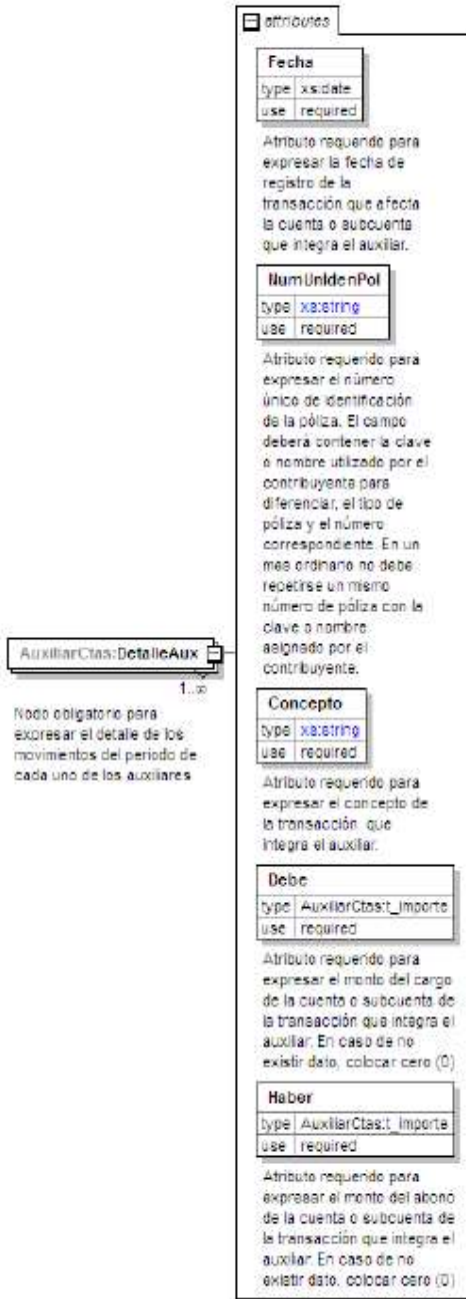 attributes
Fecha
type xs:date
use required
Atributo requerido para
expresar la fecha de
registro de la
transacción que afecta
la cuenta o subcuenta
que integra el auxiliar.
NumUnIdenPol
type xs:string
use required
Atributo requerido para
expresar el número
único de identificación
de la póliza. El campo
deberá contener la clave
o nombre utilizado por el
contribuyente para
diferenciar, el tipo de
póliza y el número
correspondiente. En un
mes ordinario no debe
repetirse un mismo
número de póliza con la
clave o nombre
asignado por el
contribuyente.
AuxiliarCtas:DetalleAux
1..∞
Nodo obligatorio para
expresar el detalle de los
movimientos del periodo de
cada uno de los auxiliares
Concepto
type xs:string
use required
Atributo requerido para
expresar el concepto de
la transacción que
integra el auxiliar.
Debe
type AuxiliarCtas:t_Importe
use required
Atributo requerido para
expresar el monto del cargo
de la cuenta o subcuenta de
la transacción que integra el
auxiliar. En caso de no
existir dato, colocar cero (0)
Haber
type AuxiliarCtas:t_Importe
use required
Atributo requerido para
expresar el monto del abono
de la cuenta o subcuenta de
la transacción que integra el
auxiliar. En caso de no
existir dato, colocar cero (0)